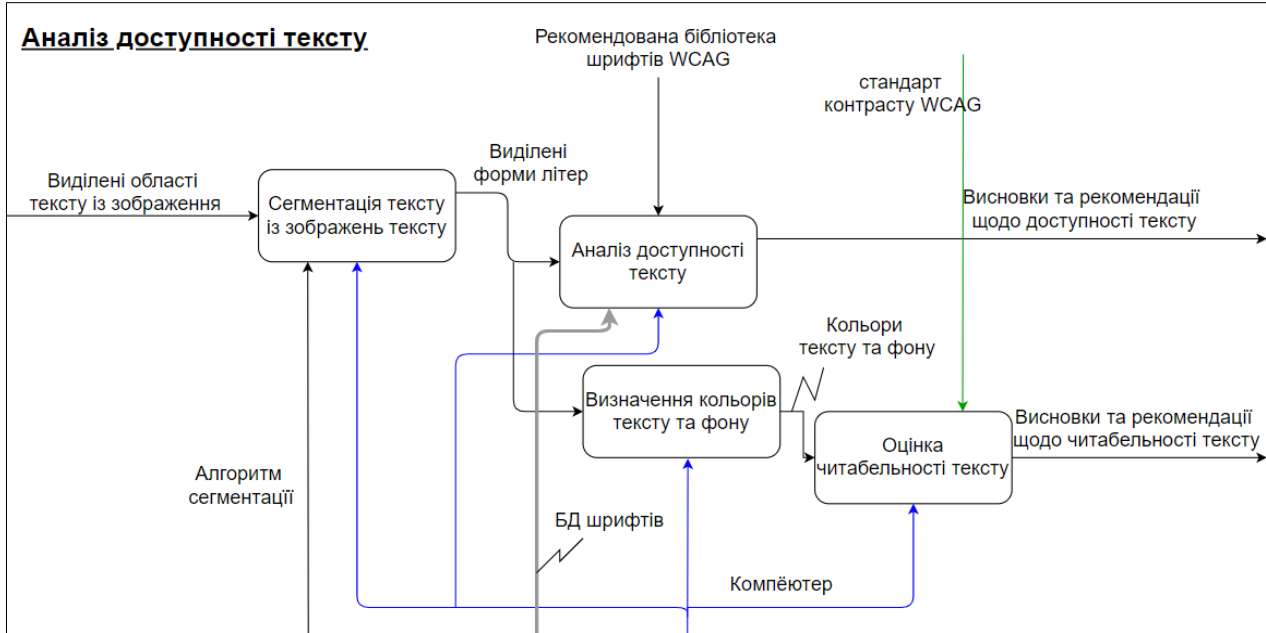 Аналіз доступності тексту
Рекомендована бібліотека
шрифтів WCAG
стандарт
контрасту WCAG
Виділені області
тексту із зображення
Сегментація тексту
із зображень тексту
Виділені
форми літер
Аналіз доступності
тексту
Висновки та рекомендації
щодо доступності тексту
Кольори
тексту та фону
Визначення кольорів
тексту та фону
Оцінка
читабельності тексту
Висновки та рекомендації
щодо читабельності тексту
Алгоритм
сегментації
БД шрифтів
Компёютер